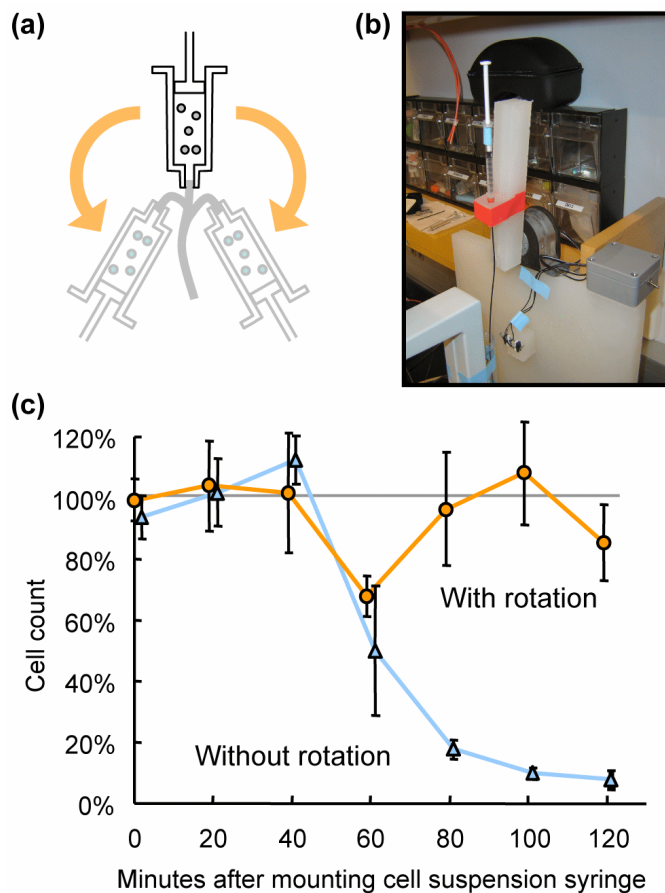 (a)
(b)
(c)
120%
100%
80%
60%
40%
20%
0%
Cell count
With rotation
Without rotation
0 20 40 60 80 100 120
Minutes after mounting cell suspension syringe